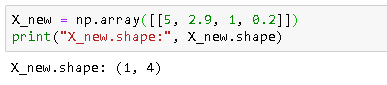 X_new = np.array([[5, 2.9, 1, 0.2]])
print("X_new.shape:", X_new.shape)
X_new.shape: (1, 4)